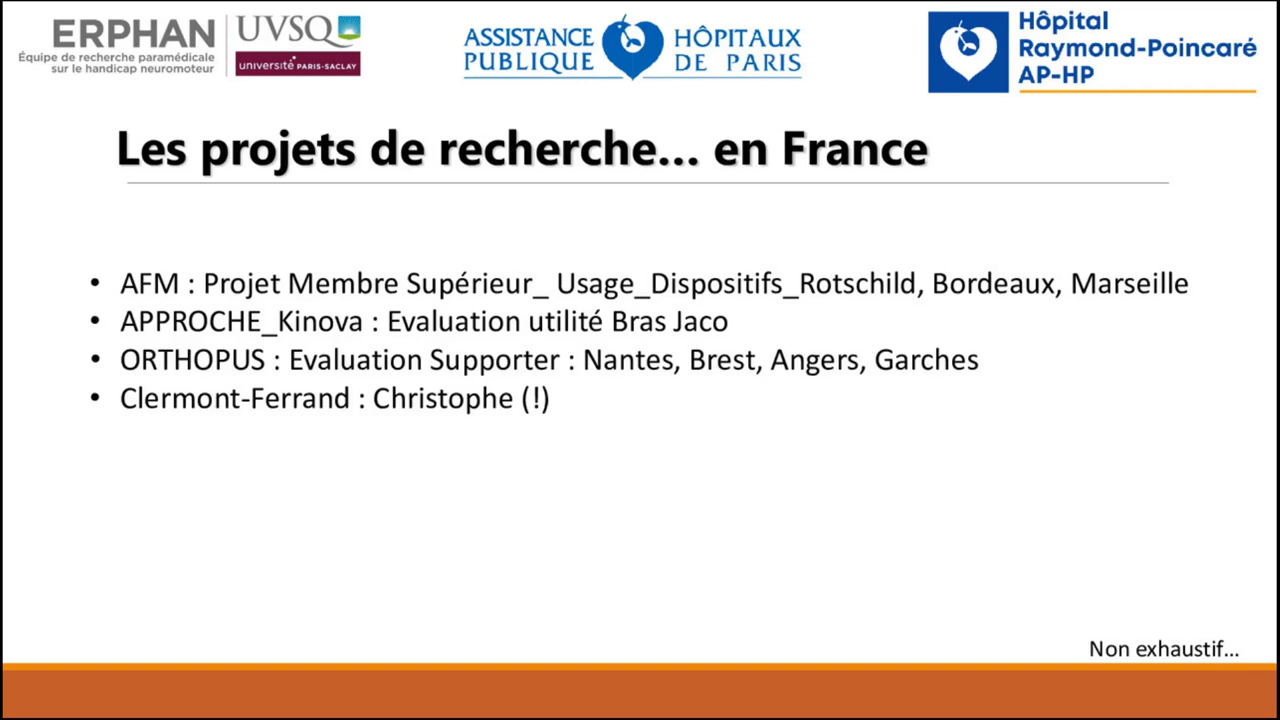 ERPHAN
Équipe de recherche paramédicale
sur le handicap neuromoteur
UVSQ
université PARIS-SACLAY
ASSISTANCE PUBLIQUE
HÔPITAUX DE PARIS
Hôpital
Raymond-Poincaré
AP-HP
Les projets de recherche... en France
• AFM : Projet Membre Supérieur_ Usage_Dispositifs_Rotschild, Bordeaux, Marseille
• APPROCHE_Kinova : Evaluation utilité Bras Jaco
• ORTHOPUS : Evaluation Supporter : Nantes, Brest, Angers, Garches
• Clermont-Ferrand : Christophe (!)
Non exhaustif...